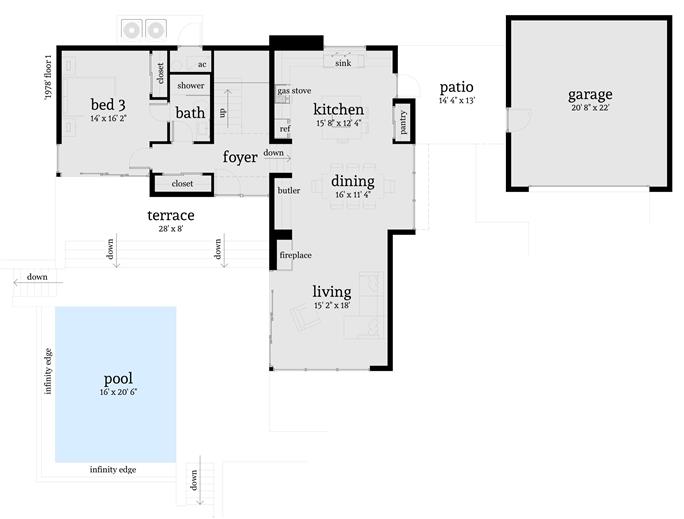 '1978' floor 1
closet
ac
sink
shower
gas stove
patio
14' 4" x 13'
garage
20' 8" x 22'
bed 3
14' x 16' 2"
bath
up
kitchen
15' 8" x 12' 4"
pantry
ref
foyer
down
closet
butler
dining
16' x 11' 4"
terrace
28' x 8'
down
down
fireplace
down
living
15' 2" x 18'
infinity edge
pool
16' x 20' 6"
infinity edge
down